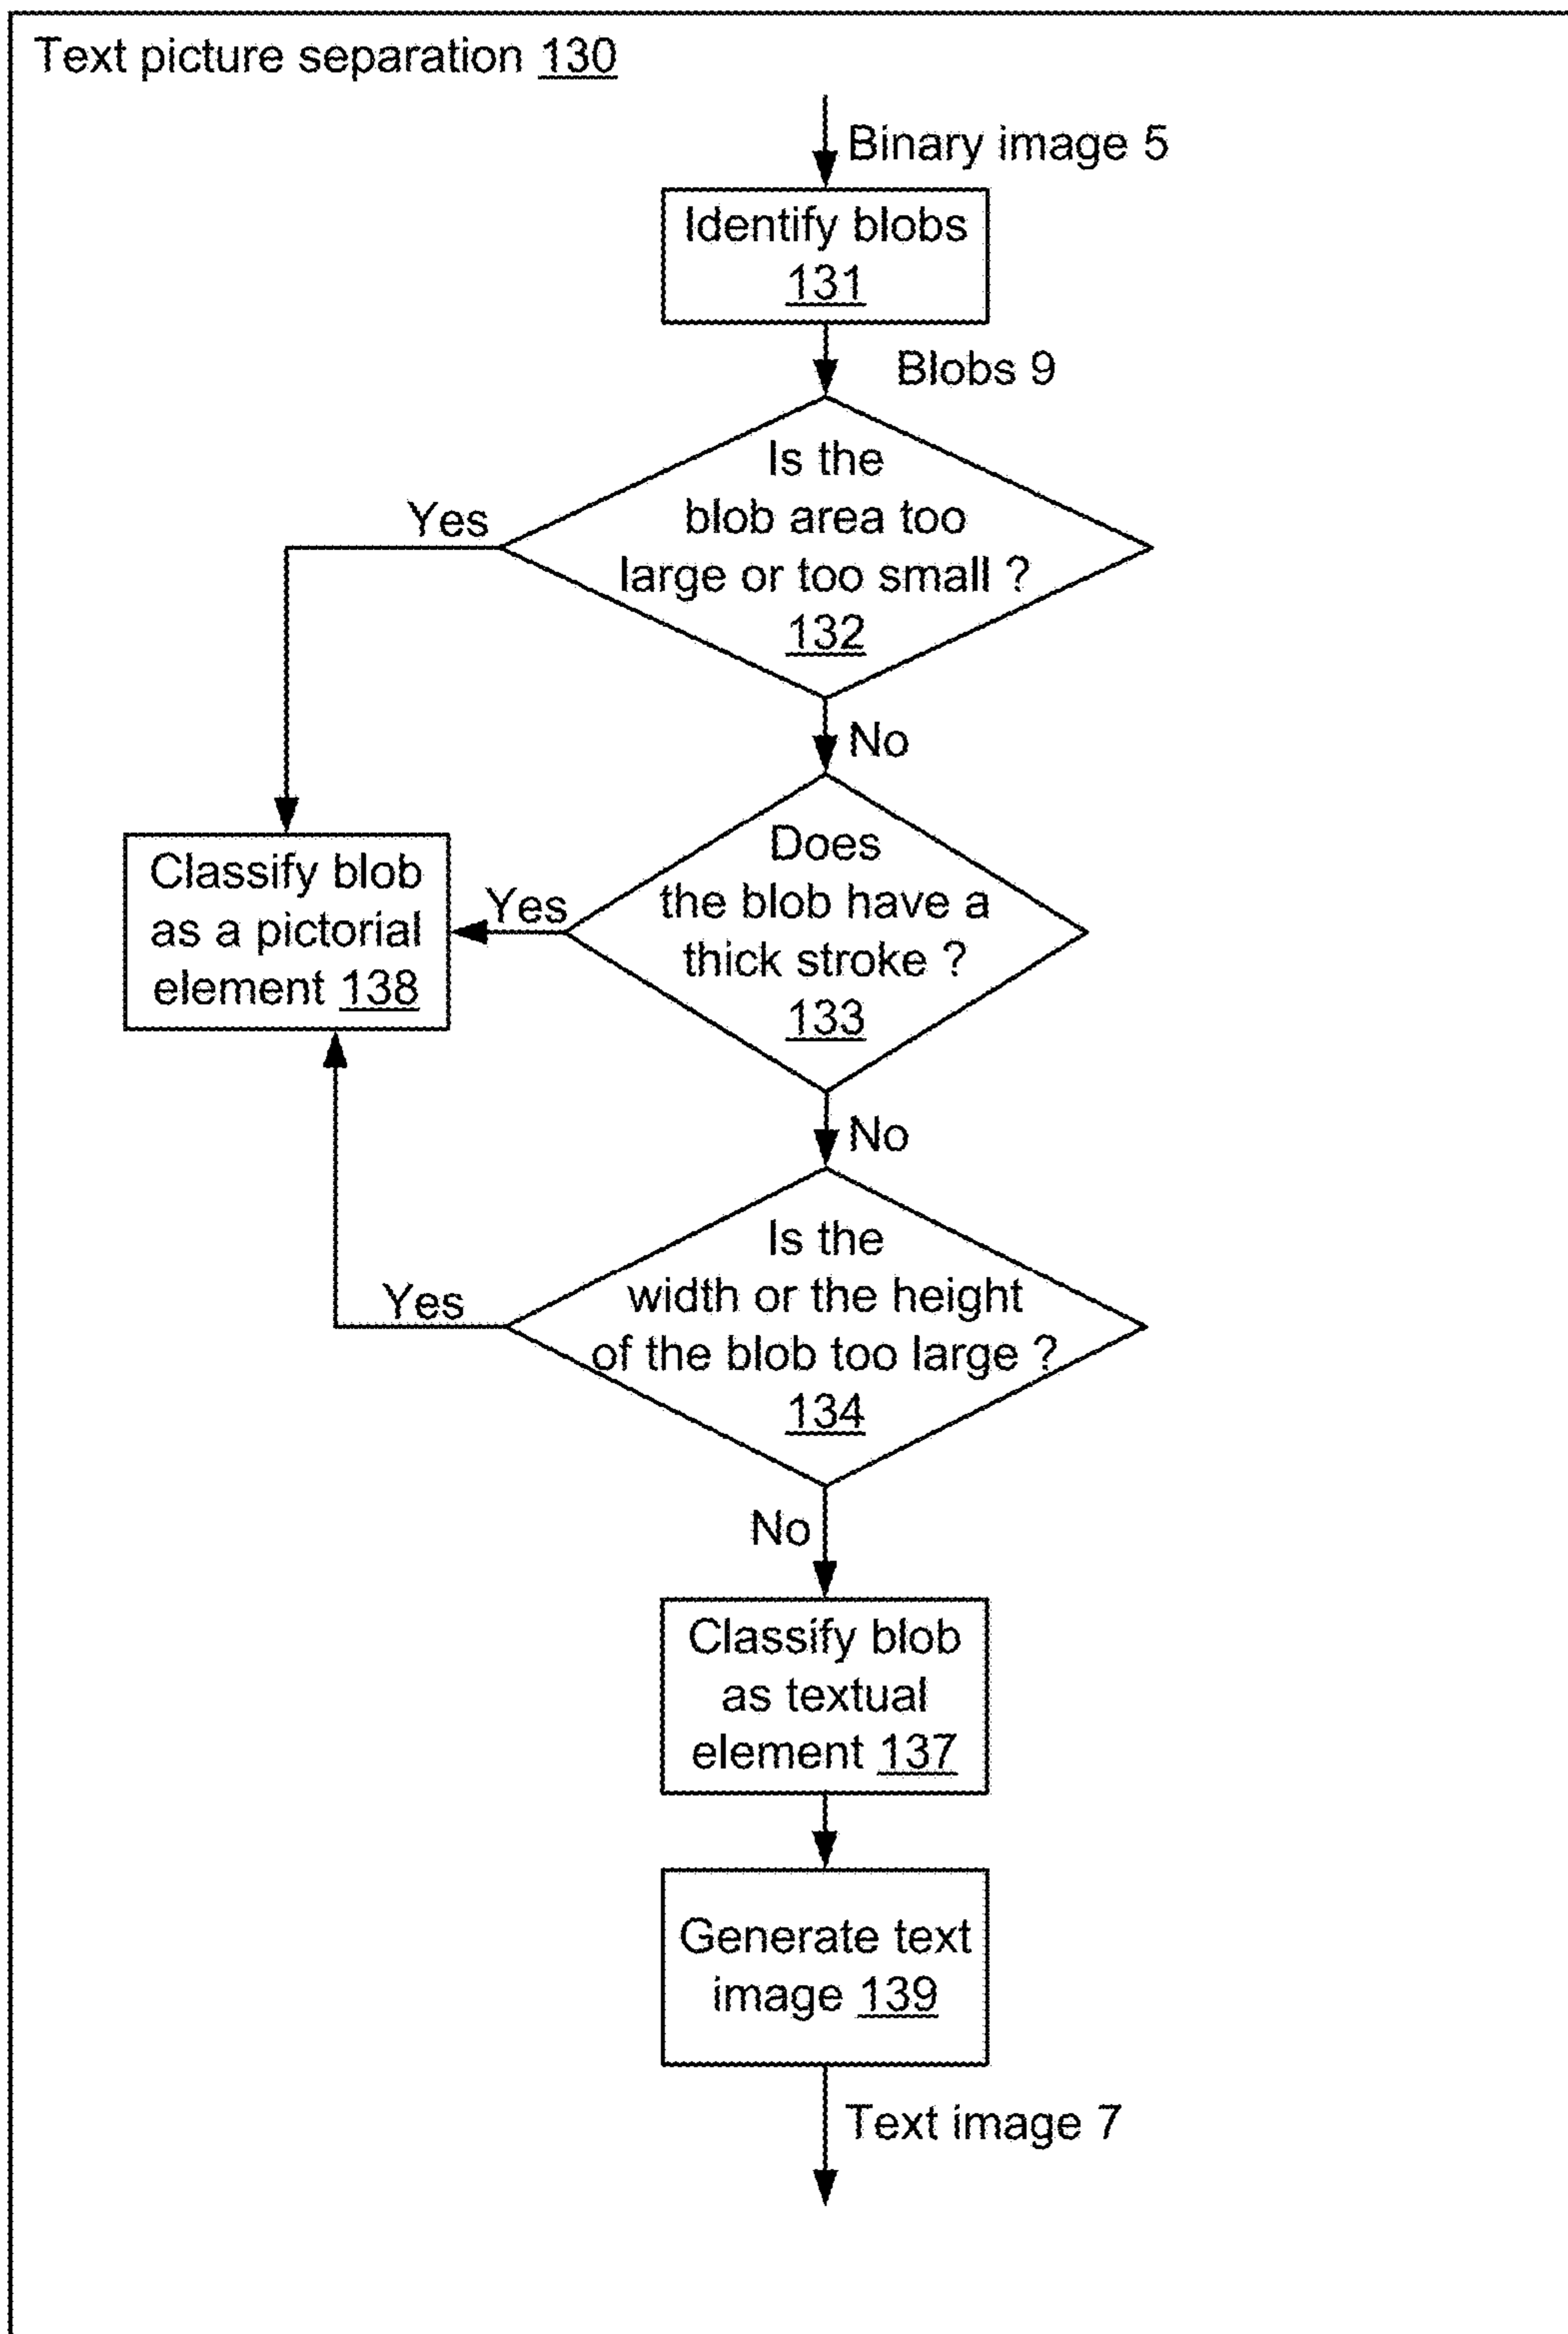 Text picture separation 130
Binary image 5
Identify blobs
131
Blobs 9
Is the
blob area too
large or too small ?
132
Yes
No
Does
the blob have a
thick stroke ?
133
Yes
Classify blob
as a pictorial
element 138
No
Is the
width or the height
of the blob too large ?
134
Yes
No
Classify blob
as textual
element 137
Generate text
image 139
Text image 7